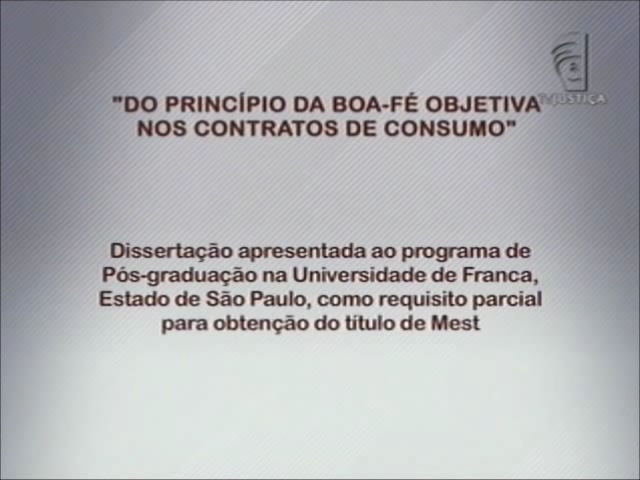 TV JUSTIÇA
"DO PRINCÍPIO DA BOA-FÉ OBJETIVA
NOS CONTRATOS DE CONSUMO"
Dissertação apresentada ao programa de
Pós-graduação na Universidade de Franca,
Estado de São Paulo, como requisito parcial
para obtenção do título de Mest